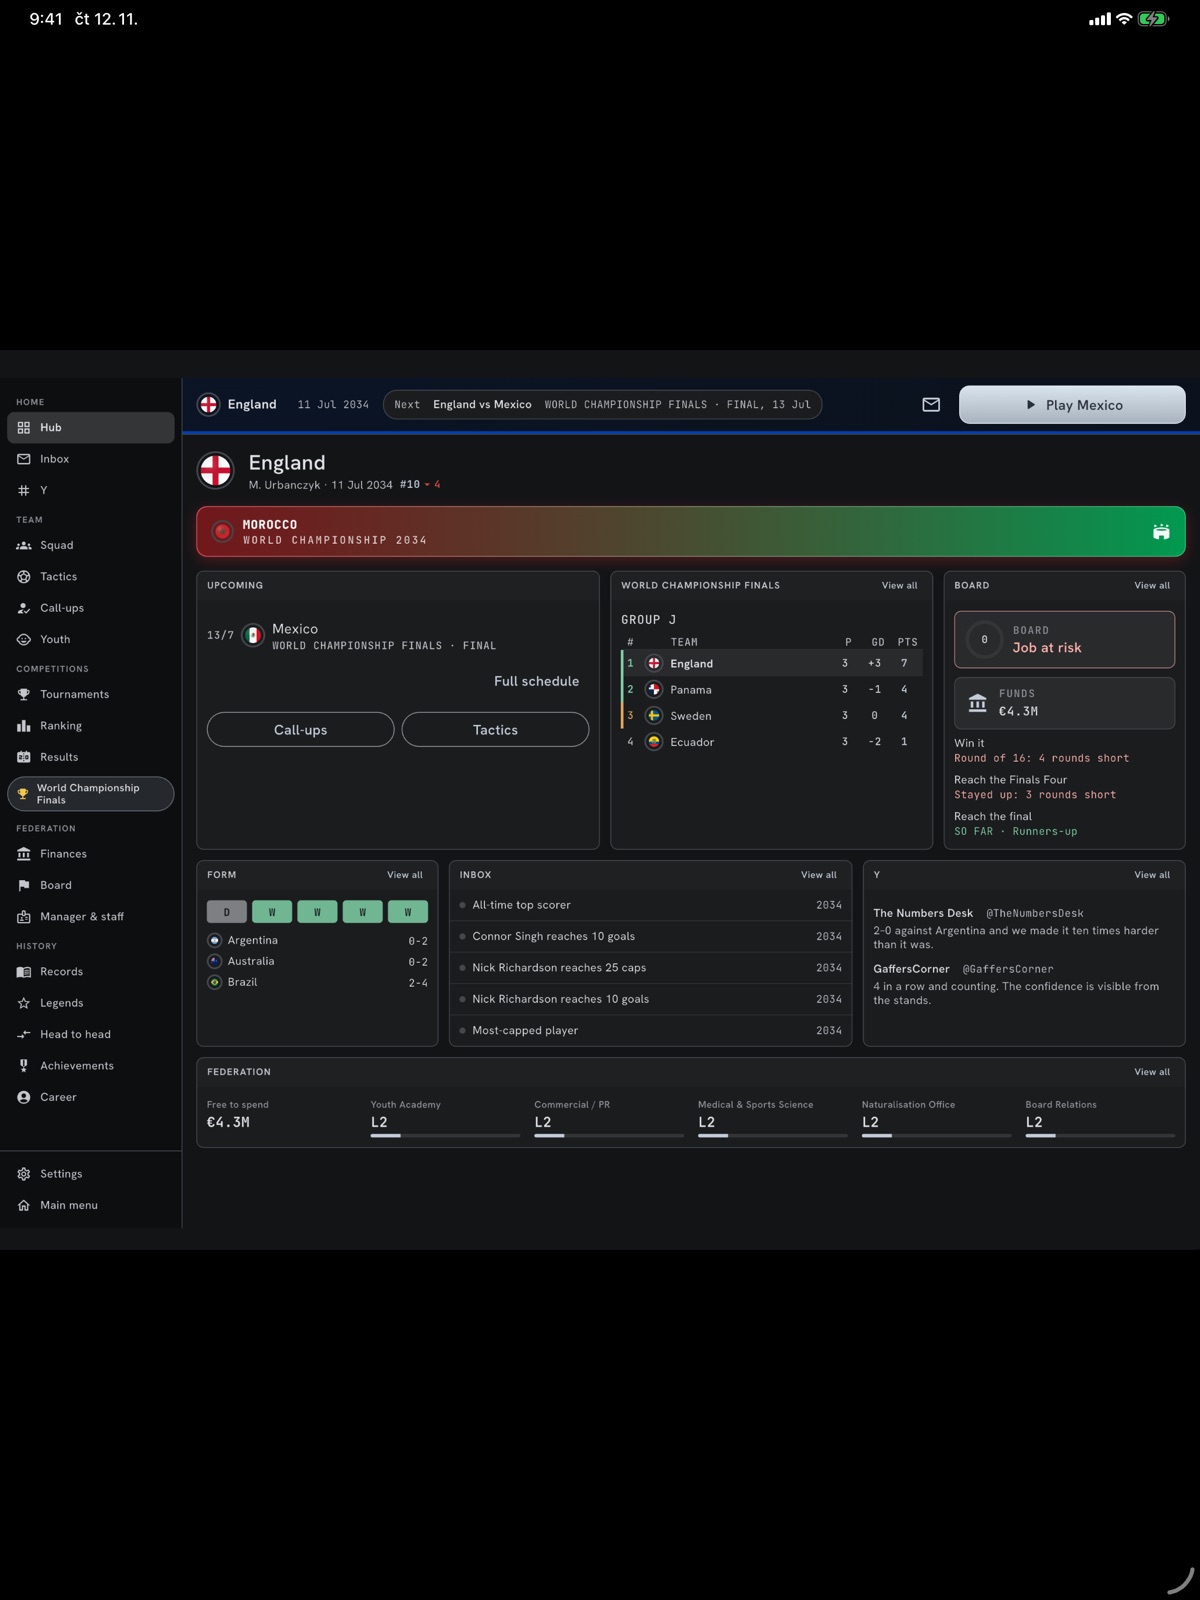 9:41 čt 12. 11.
HOME
Hub
Inbox
Y
TEAM
Squad
Tactics
Call-ups
Youth
COMPETITIONS
Tournaments
Ranking
Results
World Championship
Finals
FEDERATION
Finances
Board
Manager & staff
HISTORY
Records
Legends
Head to head
Achievements
Career
Settings
Main menu
England 11 Jul 2034 Next England vs Mexico WORLD CHAMPIONSHIP FINALS · FINAL, 13 Jul Play Mexico
England
M. Urbanczyk · 11 Jul 2034 #10 4
MOROCCO
WORLD CHAMPIONSHIP 2034
UPCOMING
13/7 Mexico
WORLD CHAMPIONSHIP FINALS · FINAL
Full schedule
Call-ups Tactics
WORLD CHAMPIONSHIP FINALS View all
GROUP J
# TEAM P GD PTS
1 England 3 +3 7
2 Panama 3 -1 4
3 Sweden 3 0 4
4 Ecuador 3 -2 1
BOARD View all
0 BOARD
Job at risk
FUNDS
€4.3M
Win it
Round of 16: 4 rounds short
Reach the Finals Four
Stayed up: 3 rounds short
Reach the final
SO FAR · Runners-up
FORM View all
D W W W W
Argentina 0-2
Australia 0-2
Brazil 2-4
INBOX View all
All-time top scorer 2034
Connor Singh reaches 10 goals 2034
Nick Richardson reaches 25 caps 2034
Nick Richardson reaches 10 goals 2034
Most-capped player 2034
Y View all
The Numbers Desk @TheNumbersDesk
2-0 against Argentina and we made it ten times harder
than it was.
GaffersCorner @GaffersCorner
4 in a row and counting. The confidence is visible from
the stands.
FEDERATION View all
Free to spend Youth Academy Commercial / PR Medical & Sports Science Naturalisation Office Board Relations
€4.3M L2 L2 L2 L2 L2